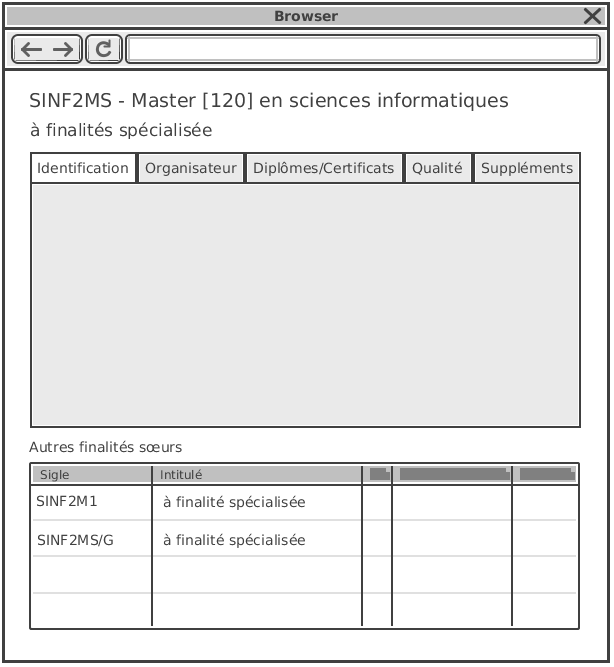 Browser
SINF2MS - Master [120] en sciences informatiques
à finalités spécialisée
Identification Organisateur Diplômes/Certificats Qualité Suppléments
Autres finalités sœurs
Sigle Intitulé
SINF2M1 à finalité spécialisée
SINF2MS/G à finalité spécialisée